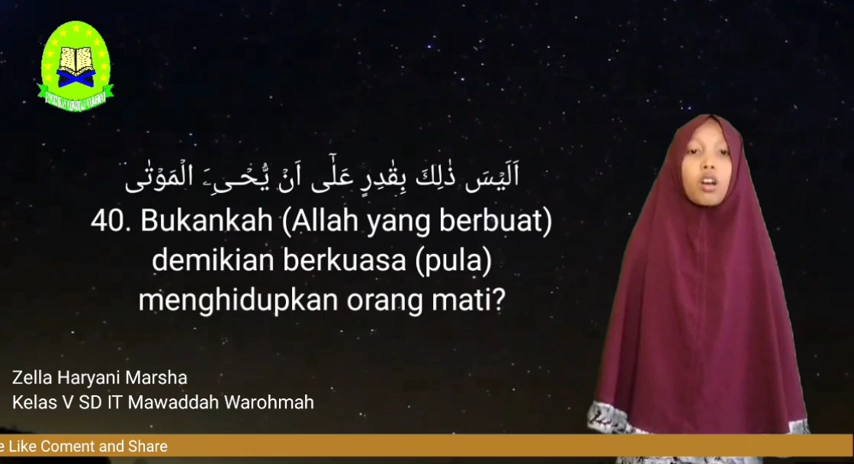 اَلَيْسَ ذٰلِكَ بِقٰدِرٍ عَلٰٓى اَنْ يُّحْـيِۦَ الْمَوْتٰى
40. Bukankah (Allah yang berbuat)
demikian berkuasa (pula)
menghidupkan orang mati?
Zella Haryani Marsha
Kelas V SD IT Mawaddah Warohmah
e Like Coment and Share